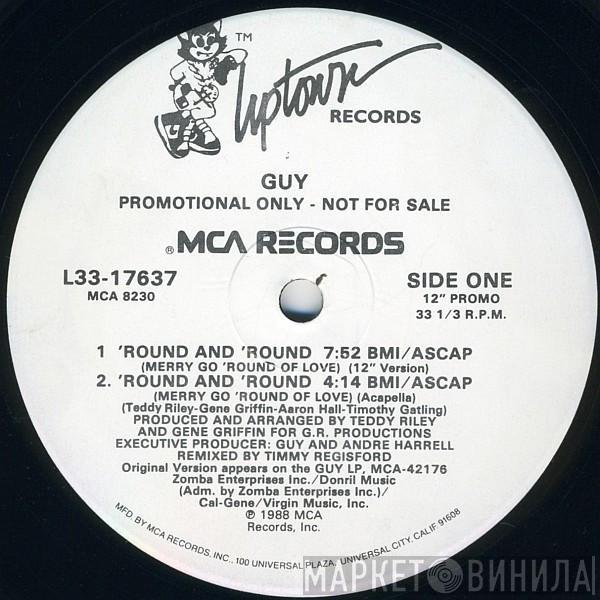 TM
Uptown
RECORDS
GUY
PROMOTIONAL ONLY - NOT FOR SALE
® MCA RECORDS
L33-17637
MCA 8230
SIDE ONE
12" PROMO
33 1/3 R.P.M.
1 'ROUND AND 'ROUND 7:52 BMI/ASCAP
(MERRY GO 'ROUND OF LOVE) (12" Version)
2. 'ROUND AND 'ROUND 4:14 BMI/ASCAP
(MERRY GO 'ROUND OF LOVE) (Acapella)
(Teddy Riley-Gene Griffin-Aaron Hall-Timothy Gatling)
PRODUCED AND ARRANGED BY TEDDY RILEY
AND GENE GRIFFIN FOR G.R. PRODUCTIONS
EXECUTIVE PRODUCER: GUY AND ANDRE HARRELL
REMIXED BY TIMMY REGISFORD
Original Version appears on the GUY LP, MCA-42176
Zomba Enterprises Inc./Donril Music
(Adm. by Zomba Enterprises Inc.)/
Cal-Gene/Virgin Music, Inc.
℗ 1988 MCA
Records, Inc.
MFD. BY MCA RECORDS, INC., 100 UNIVERSAL PLAZA, UNIVERSAL CITY, CALIF. 91608
МАРКЕТ ВИНИЛА